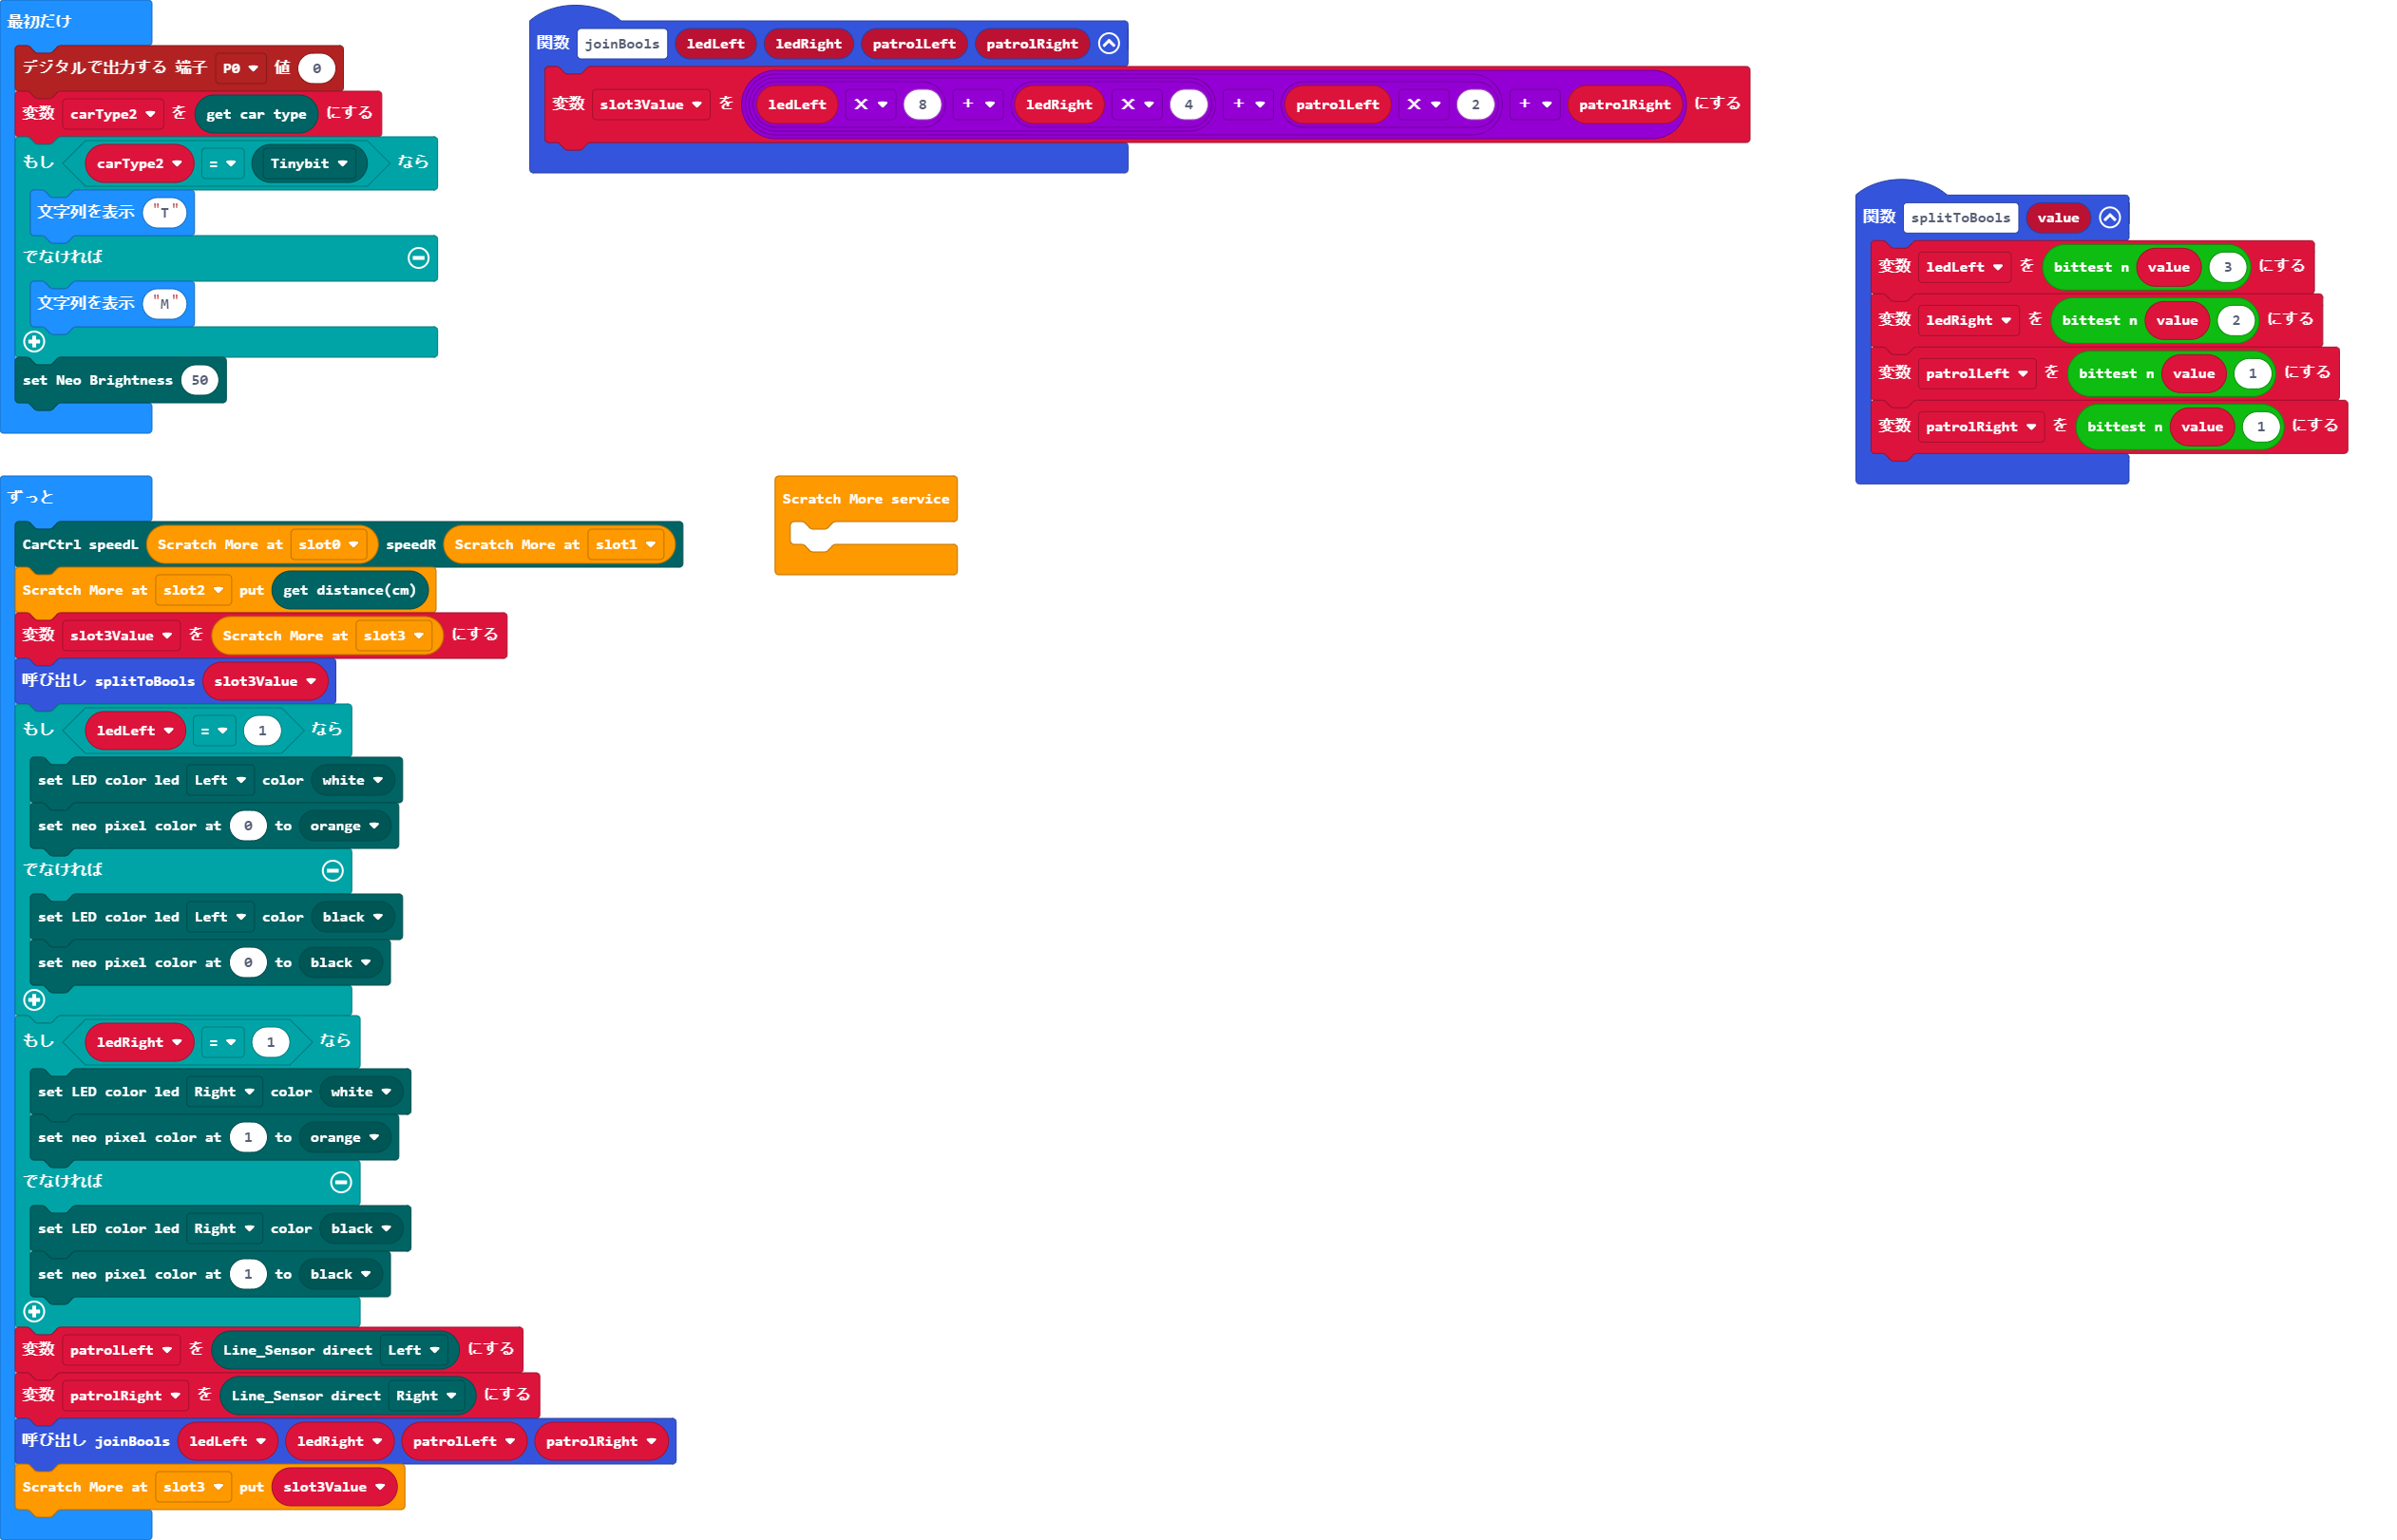 最初だけ
デジタルで出力する 端子 P0 値 0
変数 carType2 を get car type にする
もし carType2 = Tinybit なら
文字列を表示 "T"
でなければ
文字列を表示 "M"
set Neo Brightness 50
関数 joinBools ledLeft ledRight patrolLeft patrolRight
変数 slot3Value を ledLeft × 8 + ledRight × 4 + patrolLeft × 2 + patrolRight にする
関数 splitToBools value
変数 ledLeft を bittest n value 3 にする
変数 ledRight を bittest n value 2 にする
変数 patrolLeft を bittest n value 1 にする
変数 patrolRight を bittest n value 1 にする
ずっと
CarCtrl speedL Scratch More at slot0 speedR Scratch More at slot1
Scratch More at slot2 put get distance(cm)
変数 slot3Value を Scratch More at slot3 にする
呼び出し splitToBools slot3Value
もし ledLeft = 1 なら
set LED color led Left color white
set neo pixel color at 0 to orange
でなければ
set LED color led Left color black
set neo pixel color at 0 to black
もし ledRight = 1 なら
set LED color led Right color white
set neo pixel color at 1 to orange
でなければ
set LED color led Right color black
set neo pixel color at 1 to black
変数 patrolLeft を Line_Sensor direct Left にする
変数 patrolRight を Line_Sensor direct Right にする
呼び出し joinBools ledLeft ledRight patrolLeft patrolRight
Scratch More at slot3 put slot3Value
Scratch More service